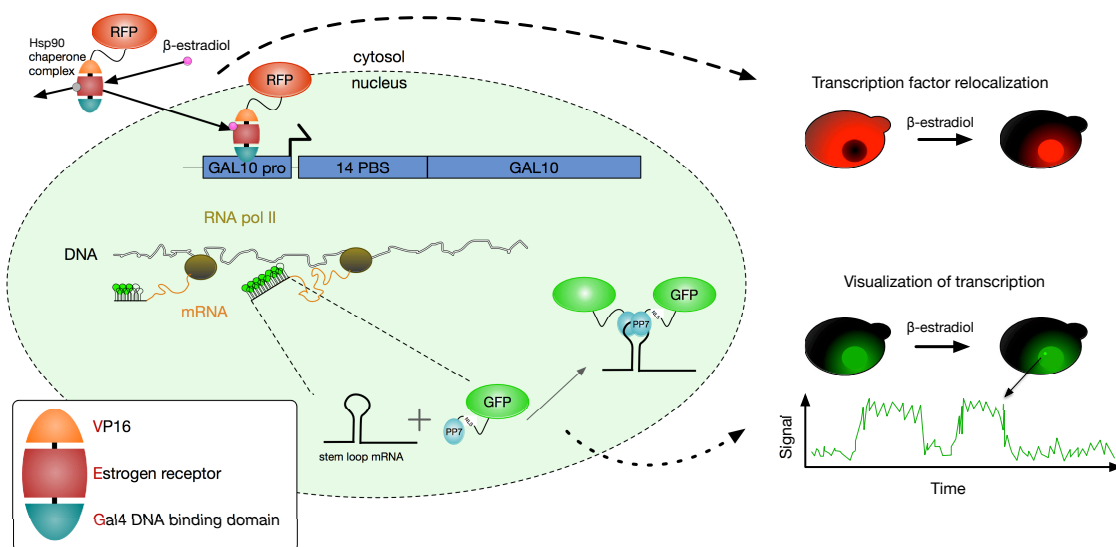 RFP
Hsp90
chaperone
complex
β-estradiol
cytosol
nucleus
RFP
GAL10 pro
14 PBS
GAL10
RNA pol II
DNA
mRNA
GFP
NLS
PP7
stem loop mRNA
+
PP7
NLS
GFP
VP16
Estrogen receptor
Gal4 DNA binding domain
Transcription factor relocalization
β-estradiol
Visualization of transcription
β-estradiol
Signal
Time